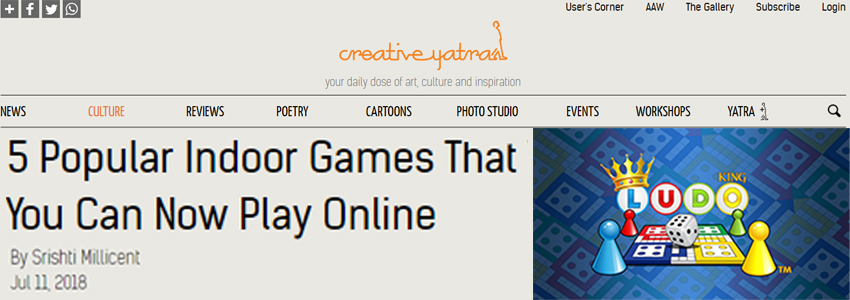 User's Corner AAW The Gallery Subscribe Login
creativeyatra
your daily dose of art, culture and inspiration
NEWS CULTURE REVIEWS POETRY CARTOONS PHOTO STUDIO EVENTS WORKSHOPS YATRA
5 Popular Indoor Games That
You Can Now Play Online
By Srishti Millicent
Jul 11, 2018
KING
LUDO
TM